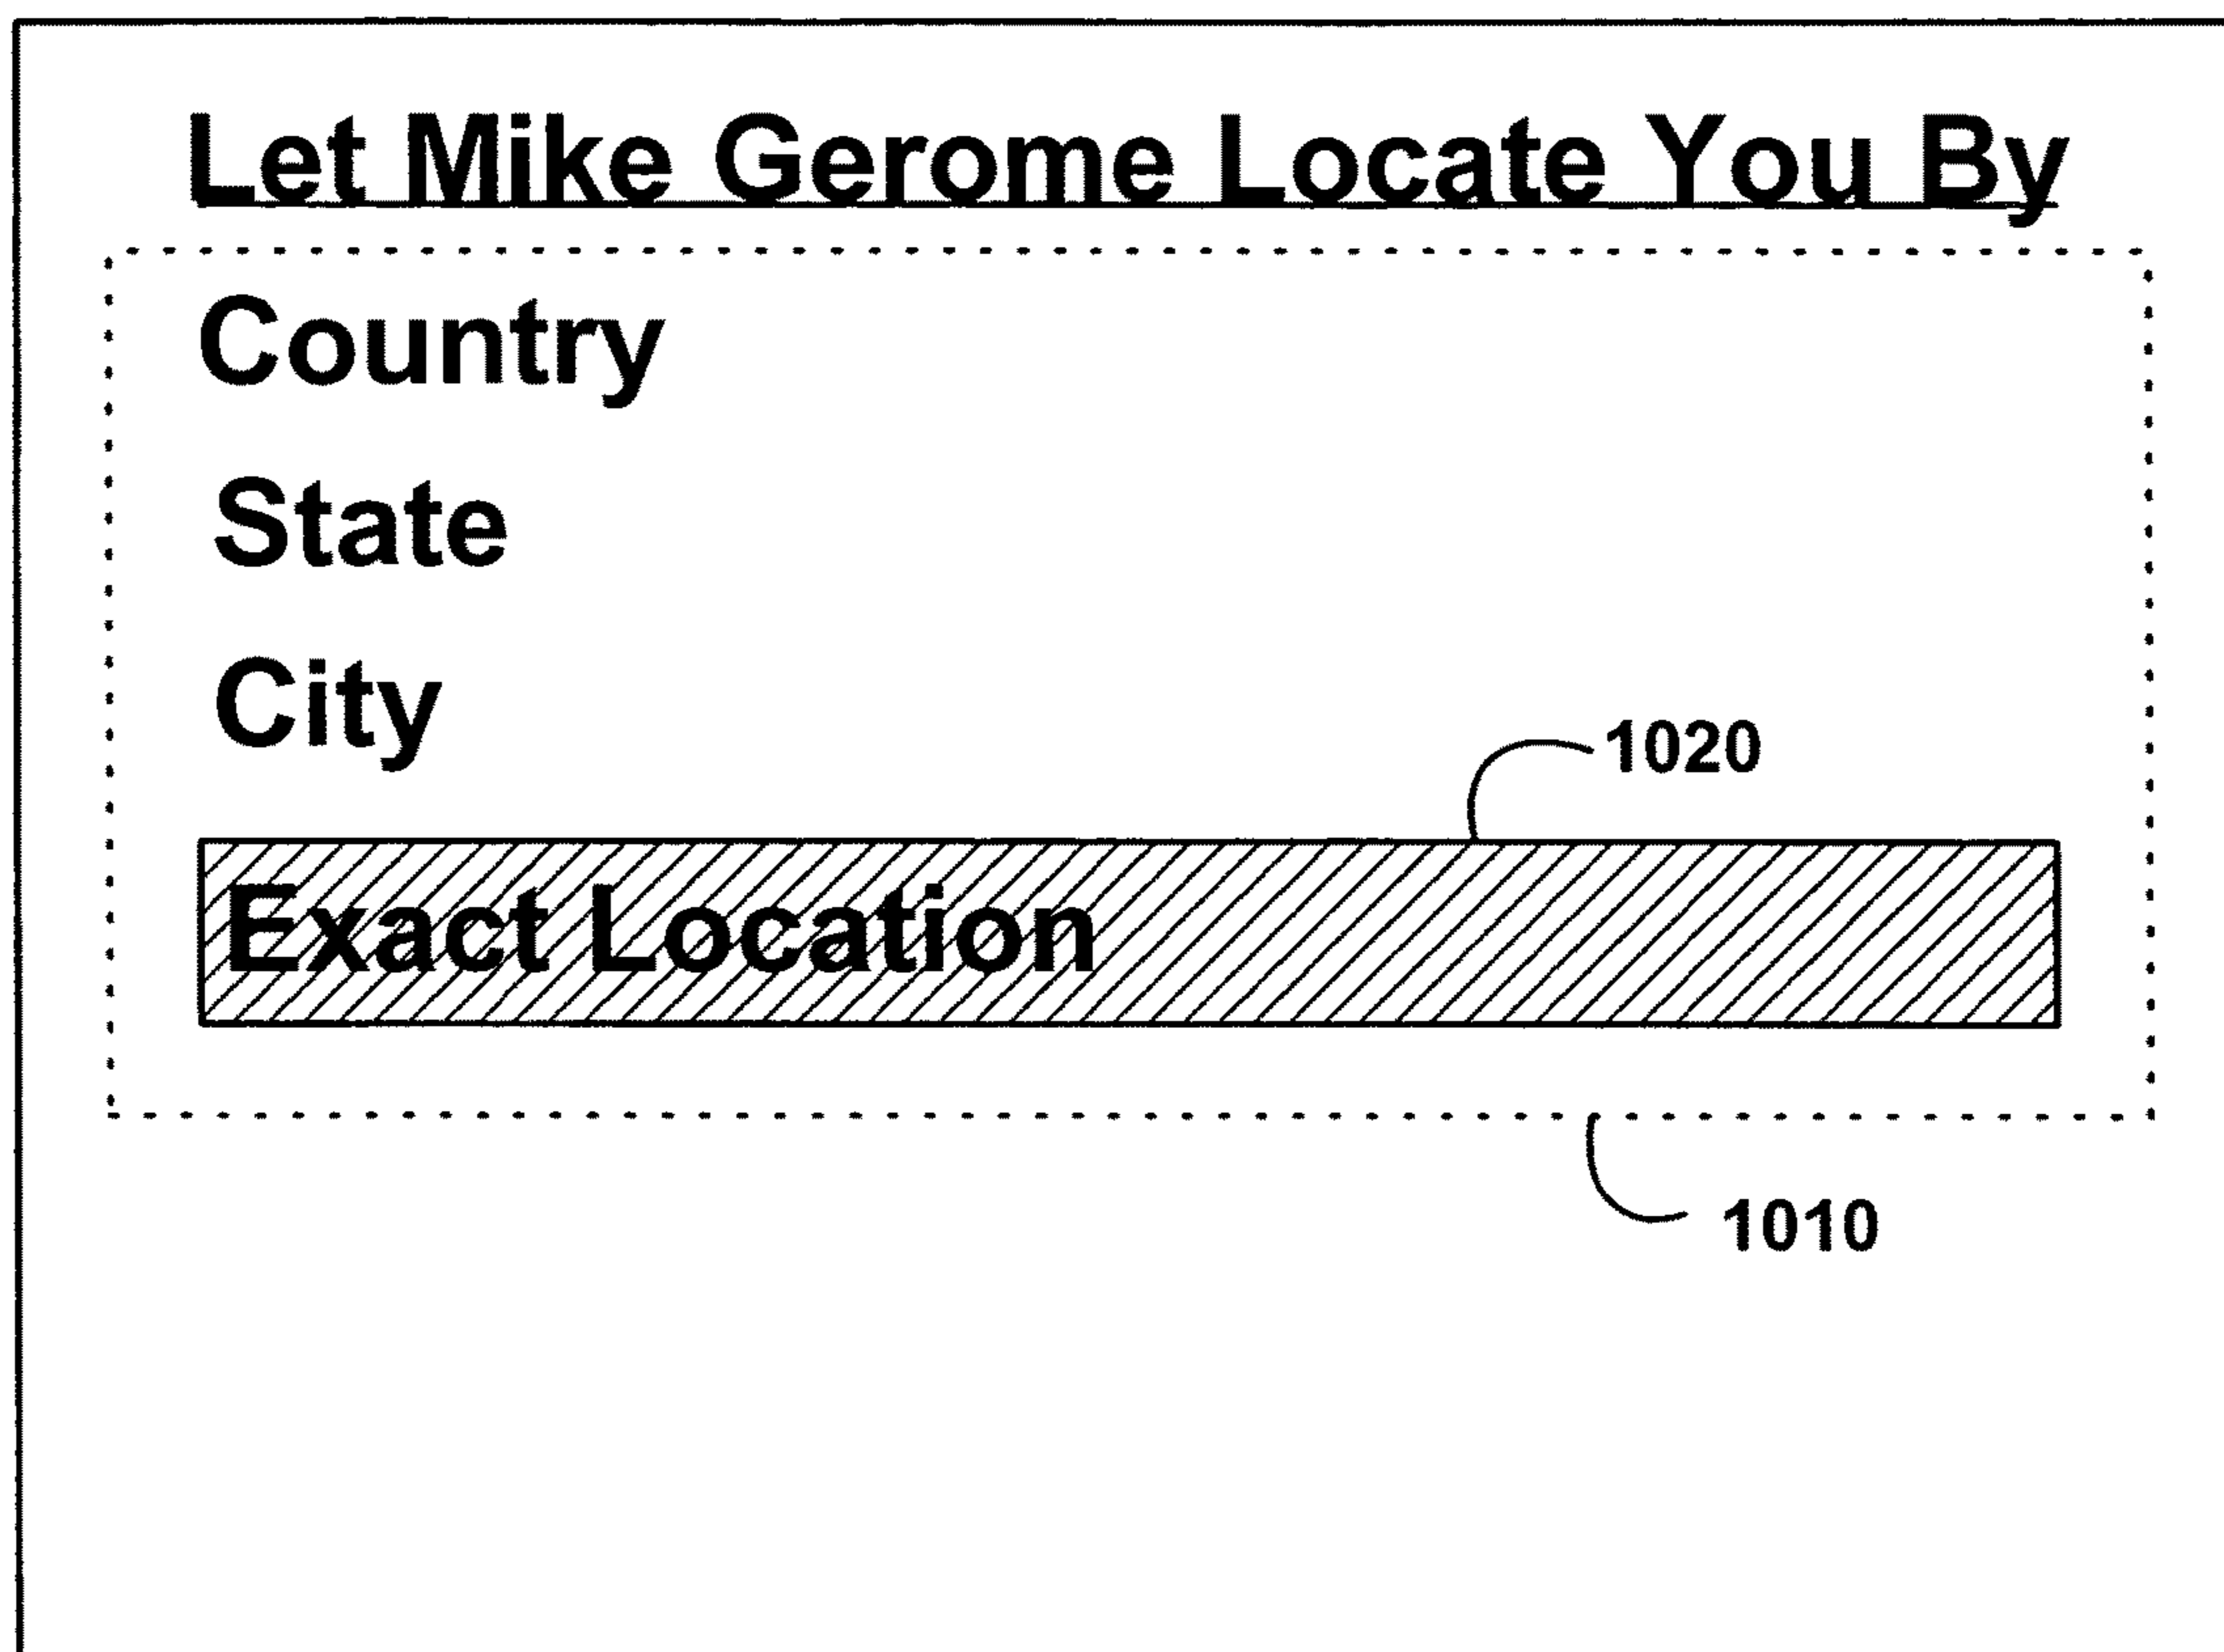 Let Mike Gerome Locate You By
Country
State
City
1020
Exact Location
1010